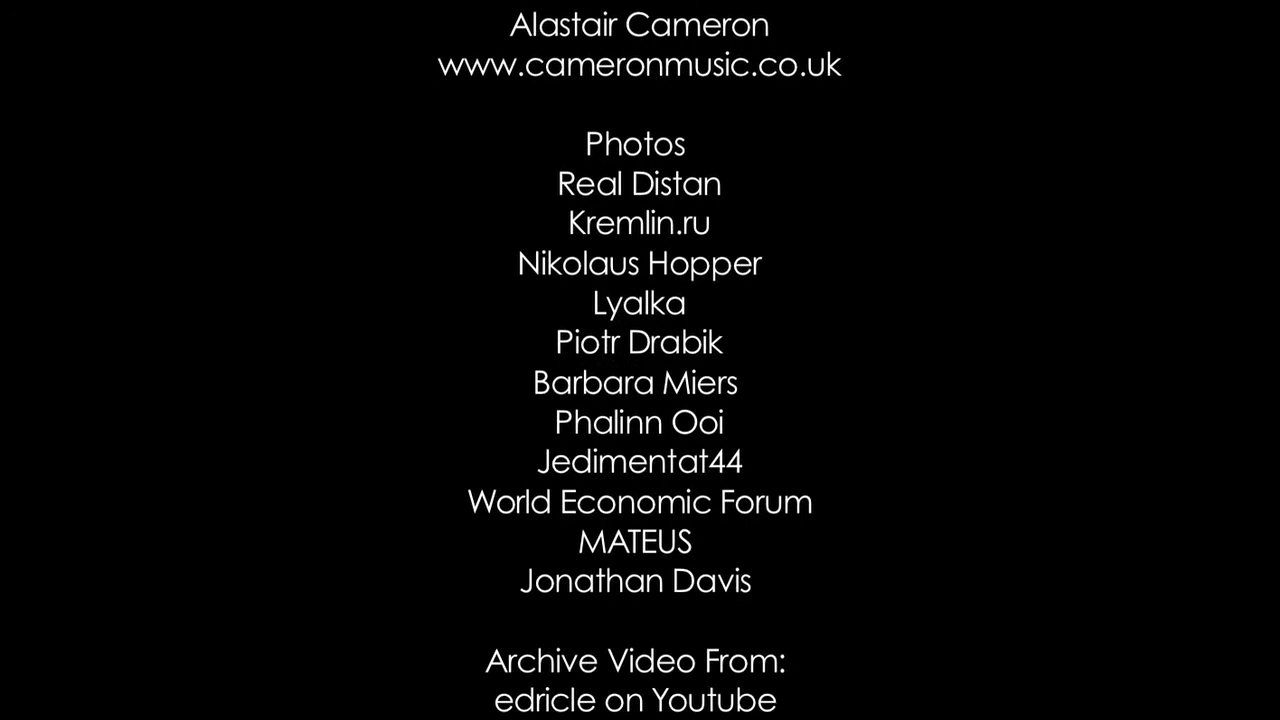 Alastair Cameron
www.cameronmusic.co.uk
Photos
Real Distan
Kremlin.ru
Nikolaus Hopper
Lyalka
Piotr Drabik
Barbara Miers
Phalinn Ooi
Jedimentat44
World Economic Forum
MATEUS
Jonathan Davis
Archive Video From:
edricle on Youtube